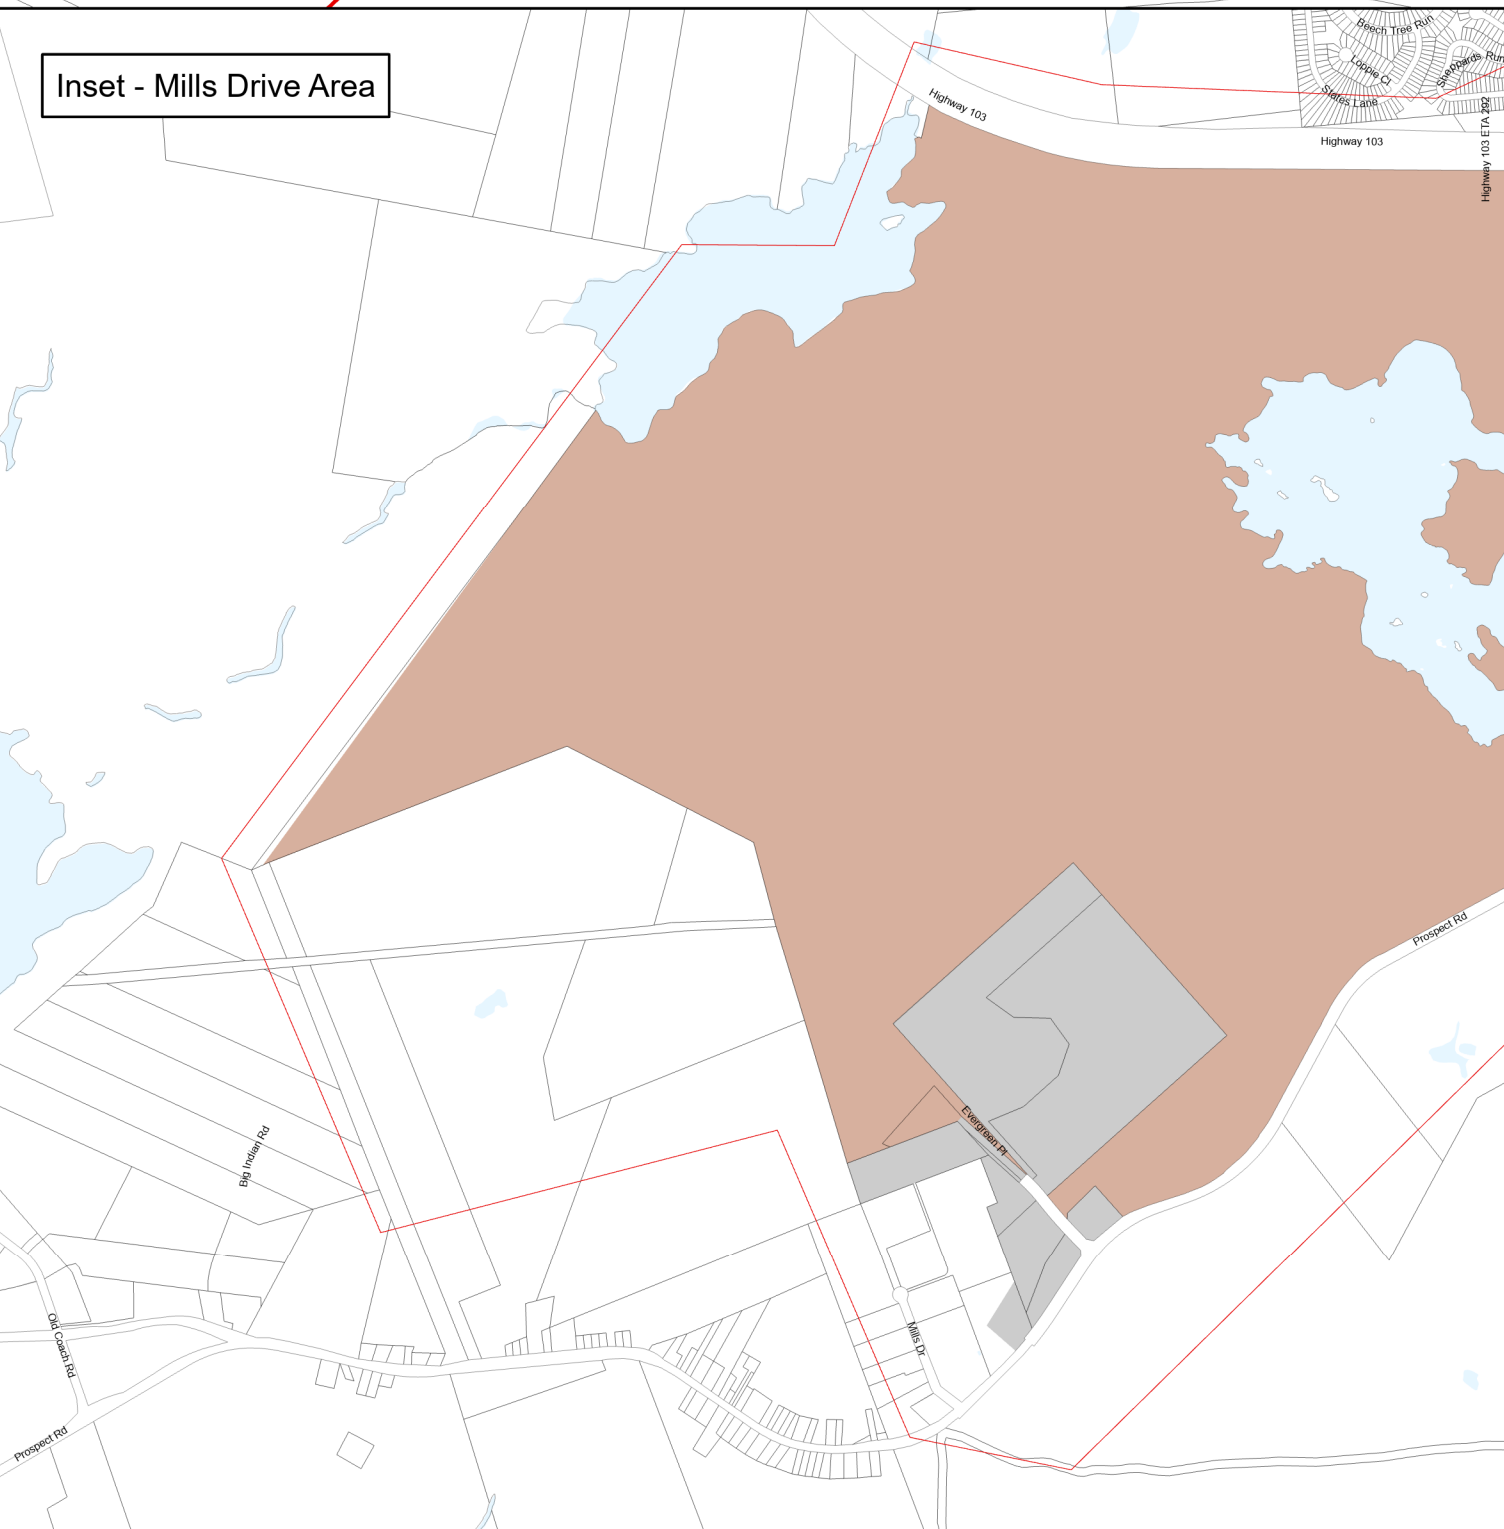 Inset - Mills Drive Area
Beech Tree Run
Loppie Cl
Sheppards Run
States Lane
Highway 103
Highway 103
Highway 103 ETA 292
Prospect Rd
Evergreen Pl
Big Indian Rd
Old Coach Rd
Mills Dr
Prospect Rd